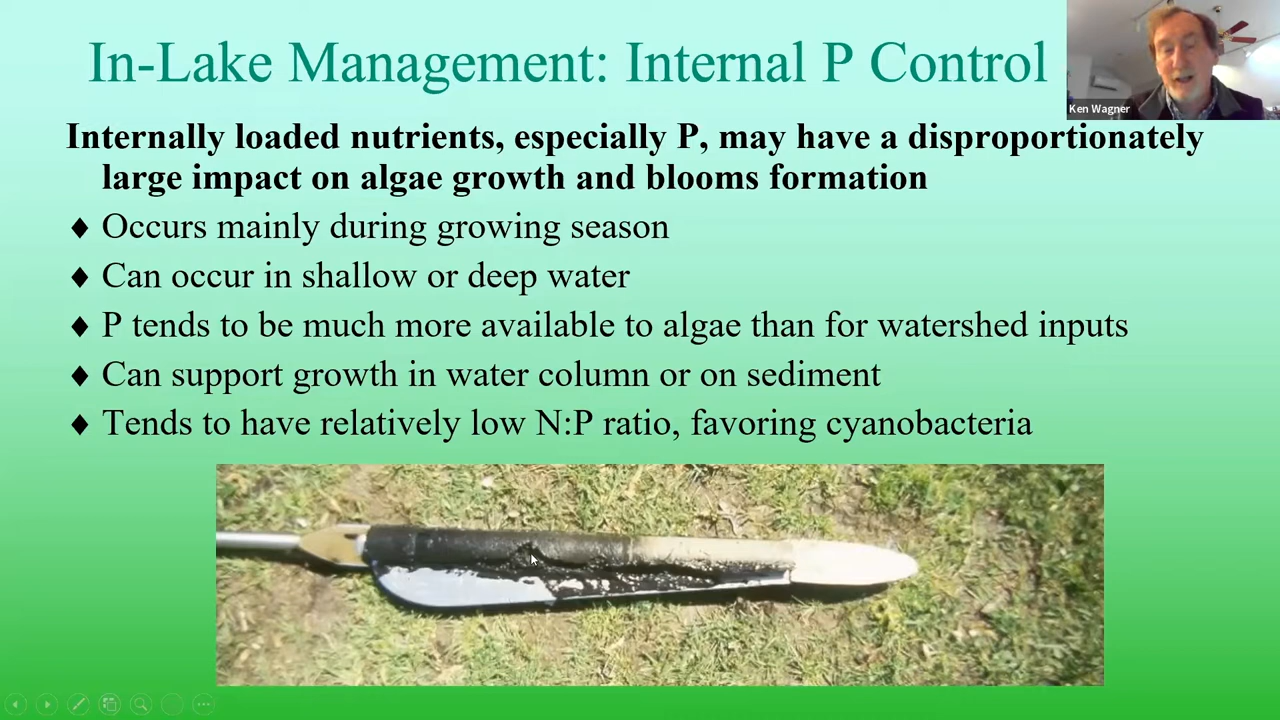 In-Lake Management: Internal P Control
Ken Wagner
Internally loaded nutrients, especially P, may have a disproportionately
large impact on algae growth and blooms formation
♦ Occurs mainly during growing season
♦ Can occur in shallow or deep water
♦ P tends to be much more available to algae than for watershed inputs
♦ Can support growth in water column or on sediment
♦ Tends to have relatively low N:P ratio, favoring cyanobacteria